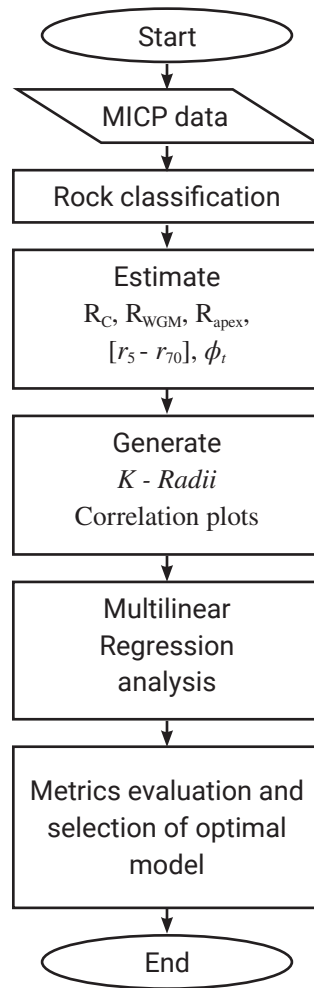 Start
MICP data
Rock classification
Estimate
R_C, R_WGM, R_apex,
[r_5 - r_70], ϕ_t
Generate
K - Radii
Correlation plots
Multilinear
Regression
analysis
Metrics evaluation and
selection of optimal
model
End